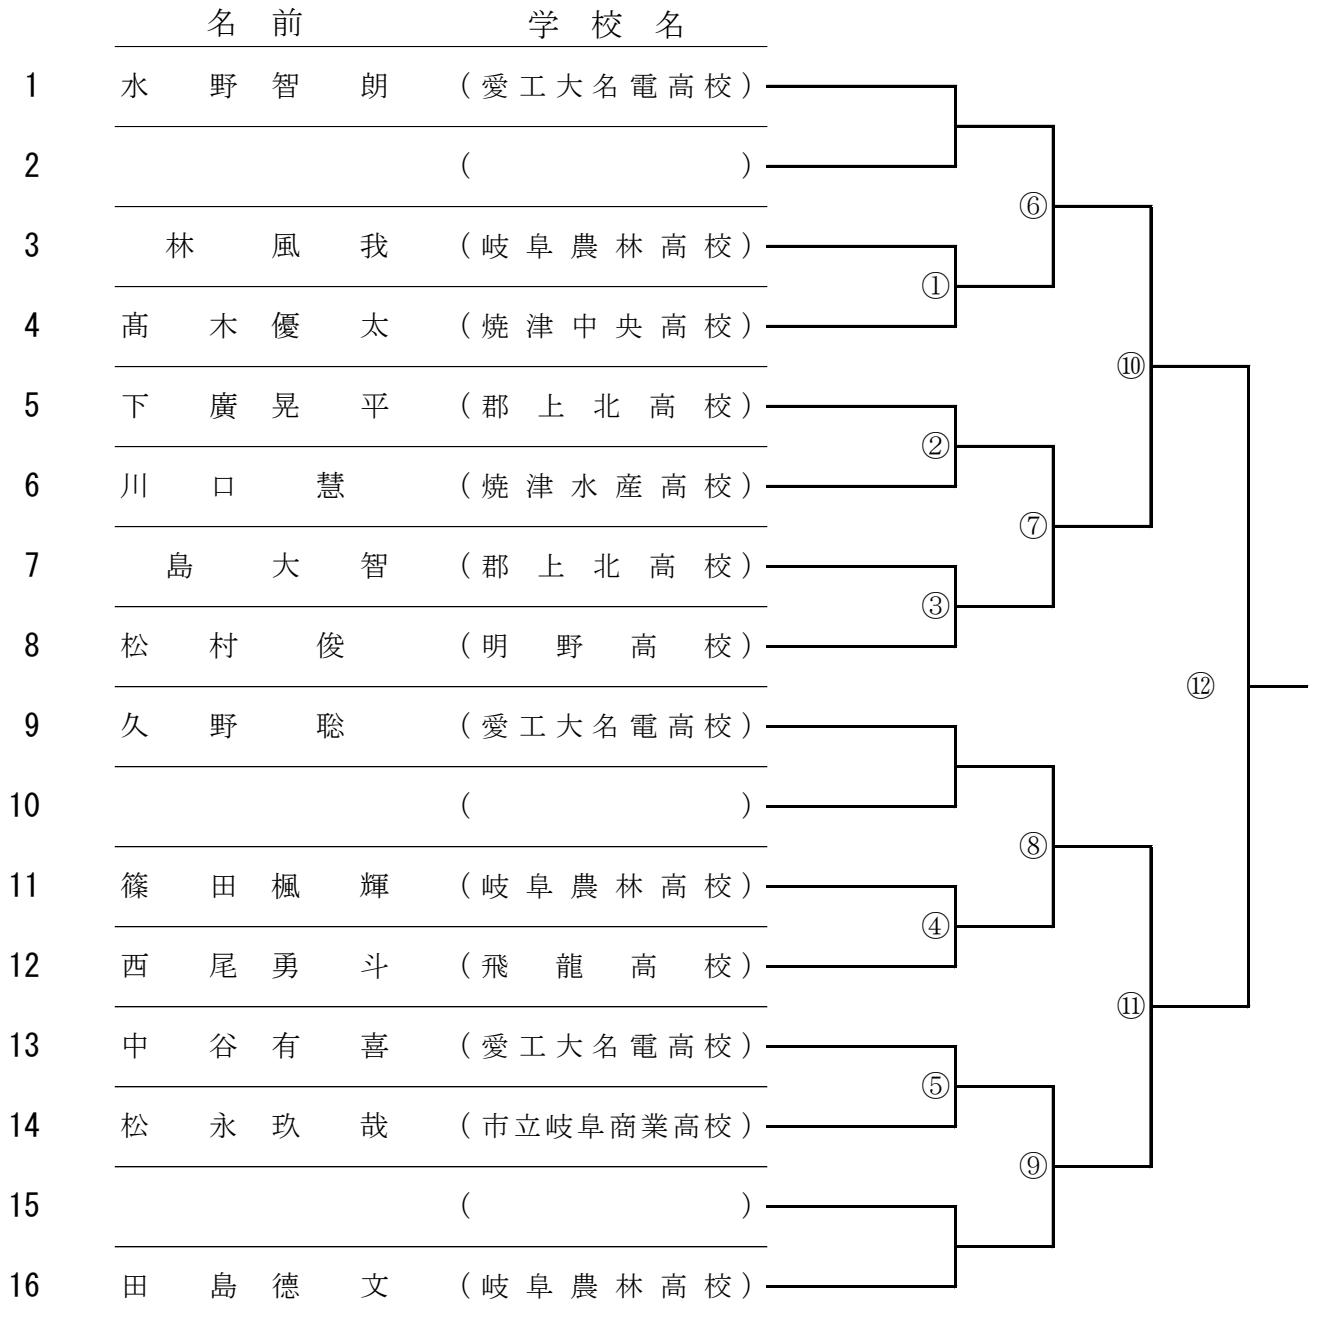 名前 学校名
1 水野智朗 (愛工大名電高校)
2 ( )
⑥
3 林風我 (岐阜農林高校)
①
4 髙木優太 (焼津中央高校)
⑩
5 下廣晃平 (郡上北高校)
②
6 川口慧 (焼津水産高校)
⑦
7 島大智 (郡上北高校)
③
8 松村俊 (明野高校)
⑫
9 久野聡 (愛工大名電高校)
10 ( )
⑧
11 篠田楓輝 (岐阜農林高校)
④
12 西尾勇斗 (飛龍高校)
⑪
13 中谷有喜 (愛工大名電高校)
⑤
14 松永玖哉 (市立岐阜商業高校)
⑨
15 ( )
16 田島徳文 (岐阜農林高校)